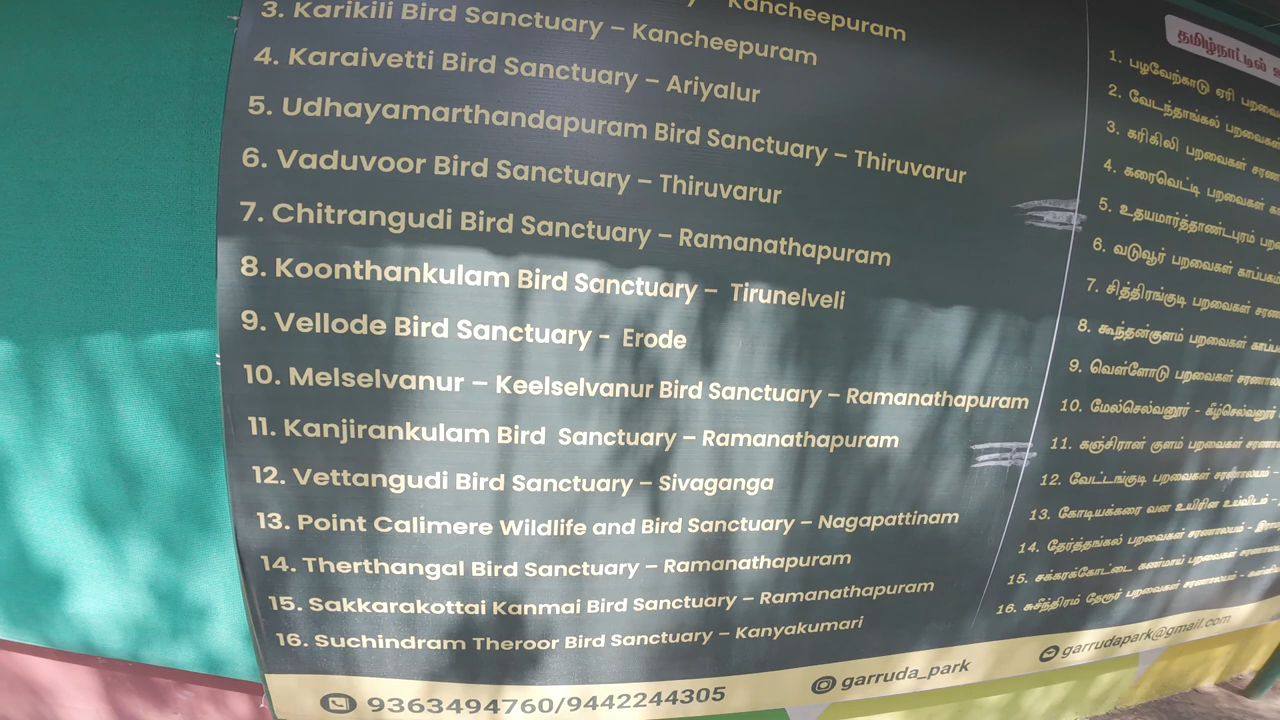 Kancheepuram
3. Karikili Bird Sanctuary – Kancheepuram
4. Karaivetti Bird Sanctuary – Ariyalur
5. Udhayamarthandapuram Bird Sanctuary – Thiruvarur
6. Vaduvoor Bird Sanctuary – Thiruvarur
7. Chitrangudi Bird Sanctuary – Ramanathapuram
8. Koonthankulam Bird Sanctuary – Tirunelveli
9. Vellode Bird Sanctuary - Erode
10. Melselvanur – Keelselvanur Bird Sanctuary – Ramanathapuram
11. Kanjirankulam Bird Sanctuary – Ramanathapuram
12. Vettangudi Bird Sanctuary – Sivaganga
13. Point Calimere Wildlife and Bird Sanctuary – Nagapattinam
14. Therthangal Bird Sanctuary – Ramanathapuram
15. Sakkarakottai Kanmai Bird Sanctuary – Ramanathapuram
16. Suchindram Theroor Bird Sanctuary – Kanyakumari
தமிழ்நாட்டில்
1. பழவேற்காடு ஏரி
2. வேடந்தாங்கல் பறவைகள்
3. கரிகிலி பறவைகள்
4. கரைவெட்டி பறவைகள்
5. உதயமார்த்தாண்டபுரம்
6. வடுவூர் பறவைகள்
7. சித்திரங்குடி பறவைகள்
8. கூந்தன்குளம் பறவைகள்
9. வெள்ளோடு பறவைகள்
10. மேல்செல்வனூர் - கீழ்செல்வனூர்
11. கஞ்சிரான் குளம் பறவைகள்
12. வேட்டங்குடி பறவைகள் சரணாலயம் -
13. கோடியக்கரை வன உயிரின உய்விடம் -
14. தேர்த்தங்கல் பறவைகள் சரணாலயம் -
15. சக்கரக்கோட்டை கண்மாய் பறவைகள்
16. சுசீந்திரம் தேரூர் பறவைகள் சரணாலயம் -
9363494760/9442244305
garruda_park
garrudapark@gmail.com